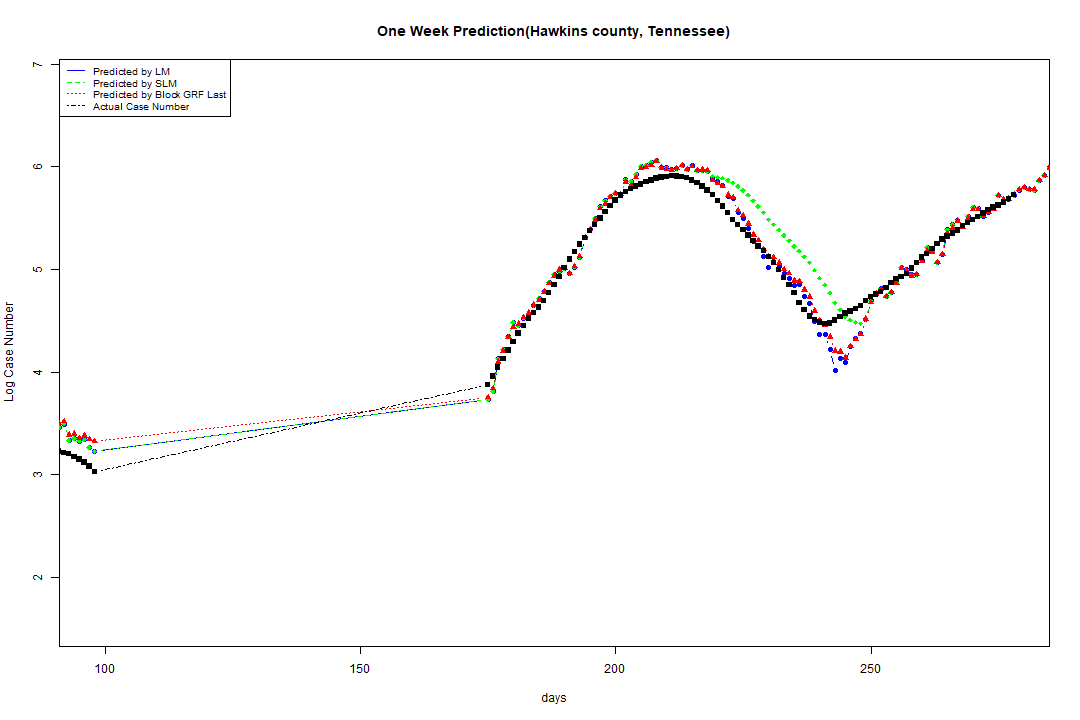 One Week Prediction(Hawkins county, Tennessee)
Predicted by LM
Predicted by SLM
Predicted by Block GRF Last
Actual Case Number
7
6
5
4
3
2
Log Case Number
100 150 200 250
days